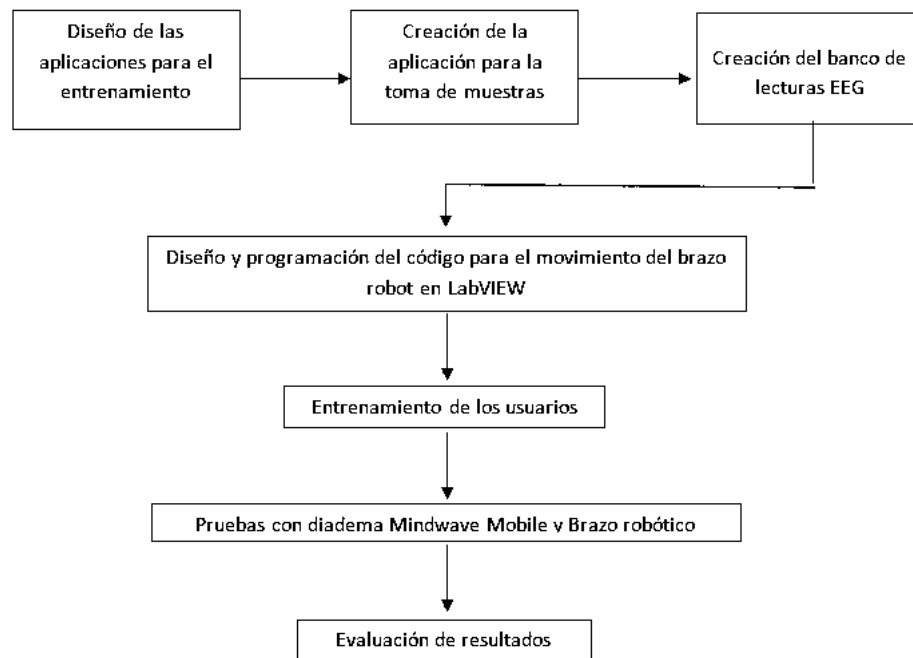 Diseño de las
aplicaciones para el
entrenamiento
Creación de la
aplicación para la
toma de muestras
Creación del banco de
lecturas EEG
Diseño y programación del código para el movimiento del brazo
robot en LabVIEW
Entrenamiento de los usuarios
Pruebas con diadema Mindwave Mobile y Brazo robótico
Evaluación de resultados